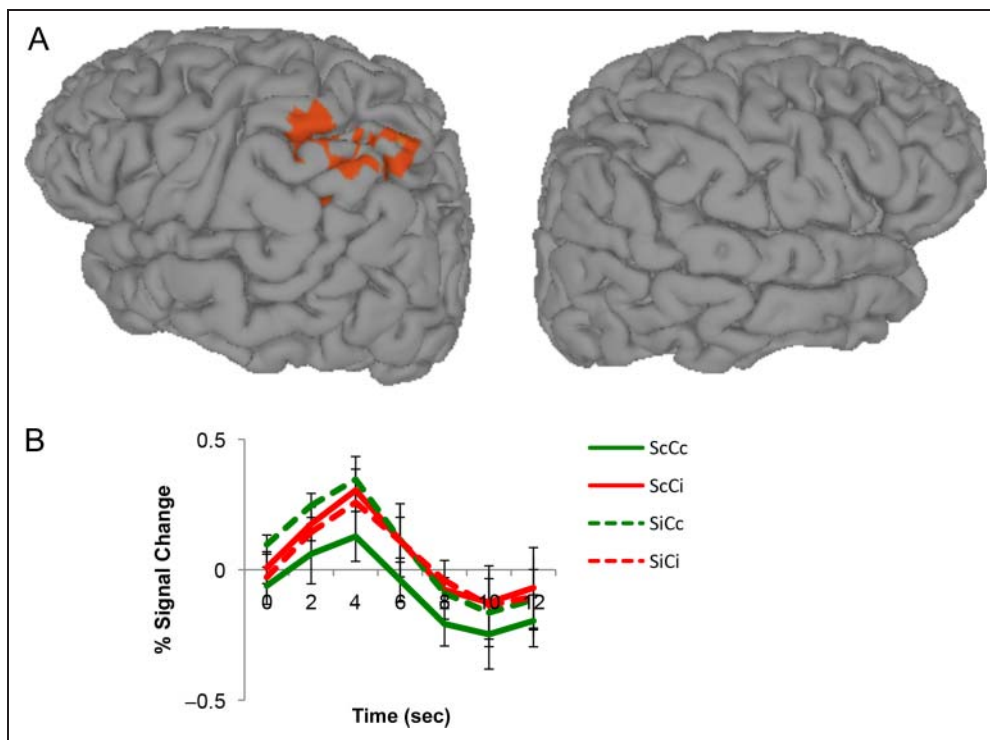 A
B
0.5
ScCc
ScCi
SiCc
SiCi
% Signal Change
0
0 2 4 6 8 10 12
–0.5
Time (sec)